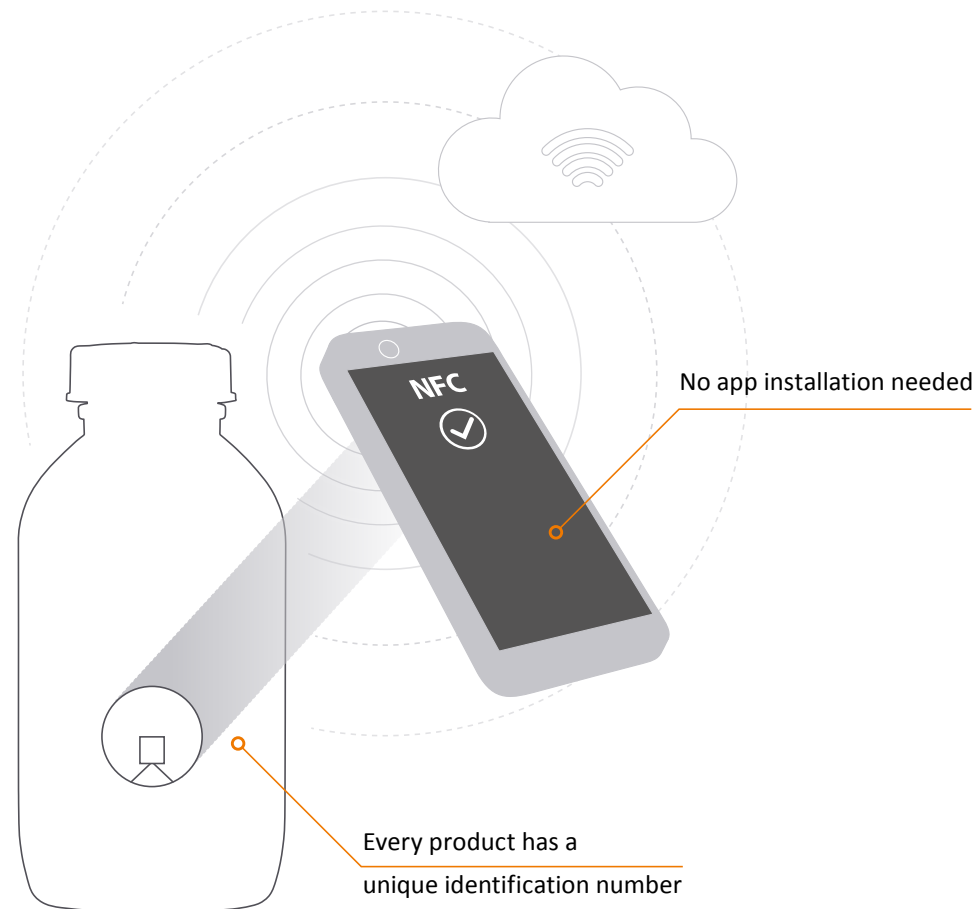 NFC
No app installation needed
Every product has a
unique identification number